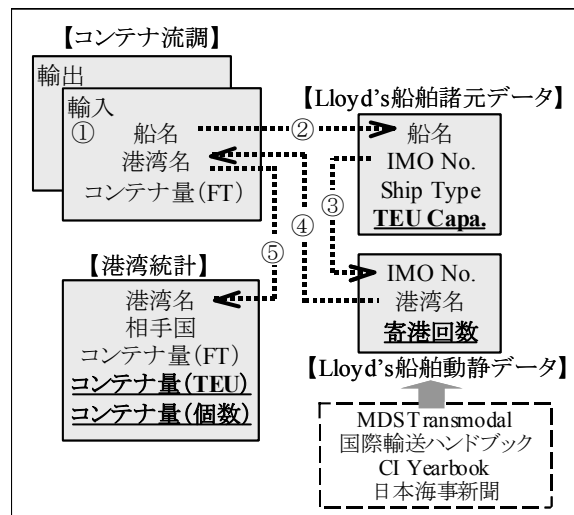 【コンテナ流調】
輸出
輸入
①
船名
港湾名
コンテナ量(FT)
②
【Lloyd's船舶諸元データ】
船名
IMO No.
Ship Type
TEU Capa.
③
④
⑤
【港湾統計】
港湾名
相手国
コンテナ量(FT)
コンテナ量(TEU)
コンテナ量(個数)
IMO No.
港湾名
寄港回数
【Lloyd's船舶動静データ】
MDSTransmodal
国際輸送ハンドブック
CI Yearbook
日本海事新聞